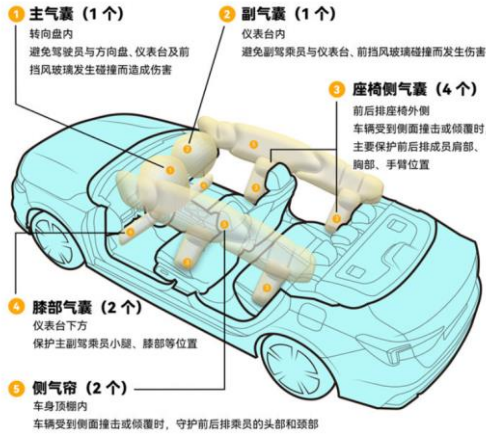 1 主气囊（1 个）
转向盘内
避免驾驶员与方向盘、仪表台及前
挡风玻璃发生碰撞而造成伤害
2 副气囊（1 个）
仪表台内
避免副驾乘员与仪表台、前挡风玻璃碰撞而发生伤害
3 座椅侧气囊（4 个）
前后排座椅外侧
车辆受到侧面撞击或倾覆时
主要保护前后排成员肩部、
胸部、手臂位置
4 膝部气囊（2 个）
仪表台下方
保护主副驾乘员小腿、膝部等位置
5 侧气帘（2 个）
车身顶棚内
车辆受到侧面撞击或倾覆时，守护前后排乘员的头部和颈部